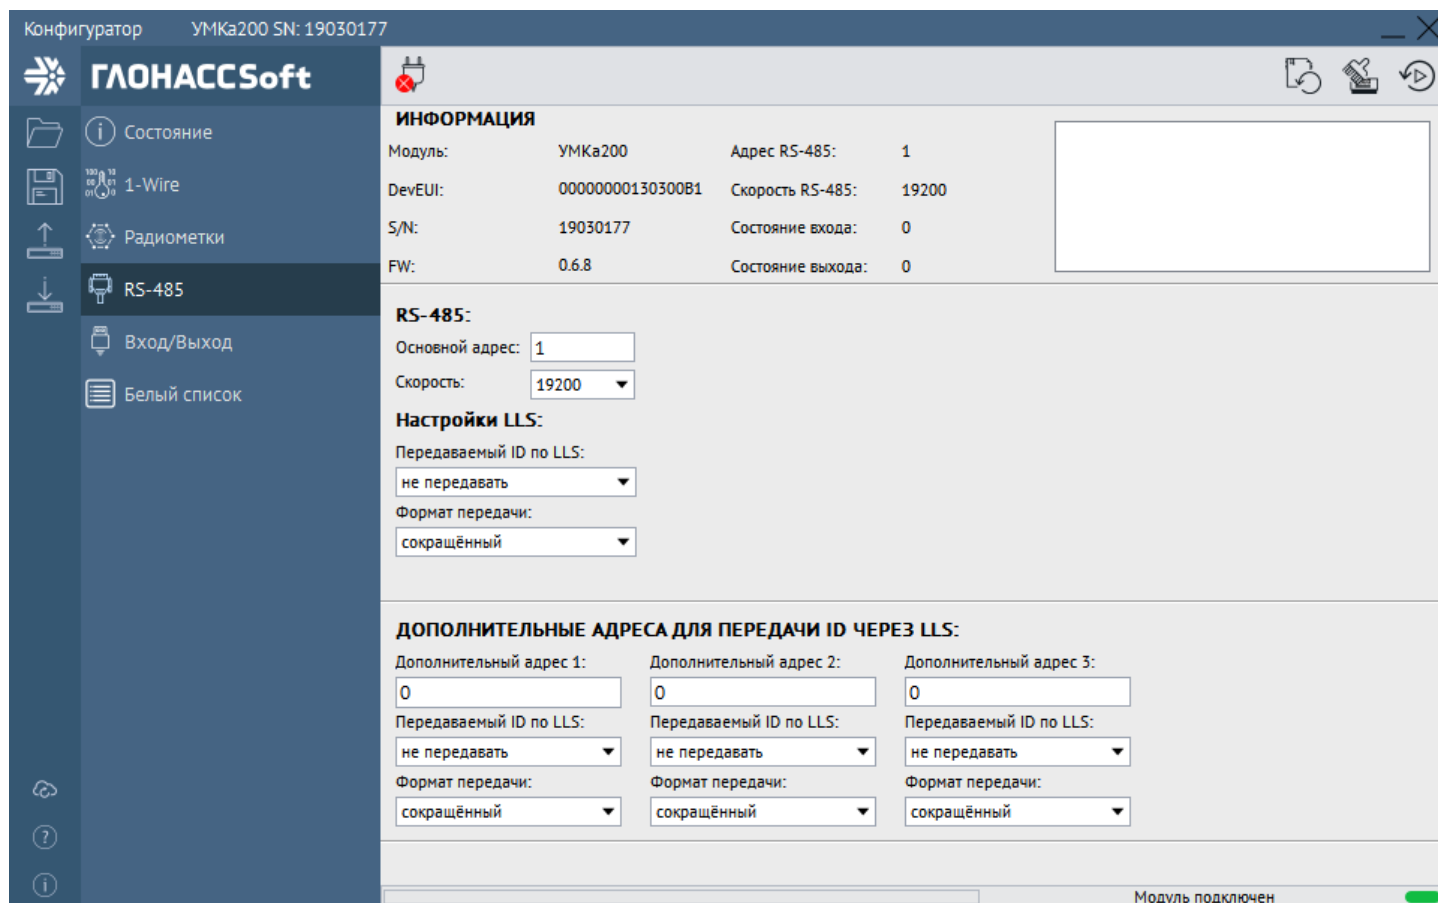 Конфигуратор УМКа200 SN: 19030177
ГЛОНАССSoft
Состояние
1-Wire
Радиометки
RS-485
Вход/Выход
Белый список
ИНФОРМАЦИЯ
Модуль: УМКа200 Адрес RS-485: 1
DevEUI: 00000000130300B1 Скорость RS-485: 19200
S/N: 19030177 Состояние входа: 0
FW: 0.6.8 Состояние выхода: 0
RS-485:
Основной адрес: 1
Скорость: 19200
Настройки LLS:
Передаваемый ID по LLS:
не передавать
Формат передачи:
сокращённый
ДОПОЛНИТЕЛЬНЫЕ АДРЕСА ДЛЯ ПЕРЕДАЧИ ID ЧЕРЕЗ LLS:
Дополнительный адрес 1: Дополнительный адрес 2: Дополнительный адрес 3:
0 0 0
Передаваемый ID по LLS: Передаваемый ID по LLS: Передаваемый ID по LLS:
не передавать не передавать не передавать
Формат передачи: Формат передачи: Формат передачи:
сокращённый сокращённый сокращённый
Модуль подключен